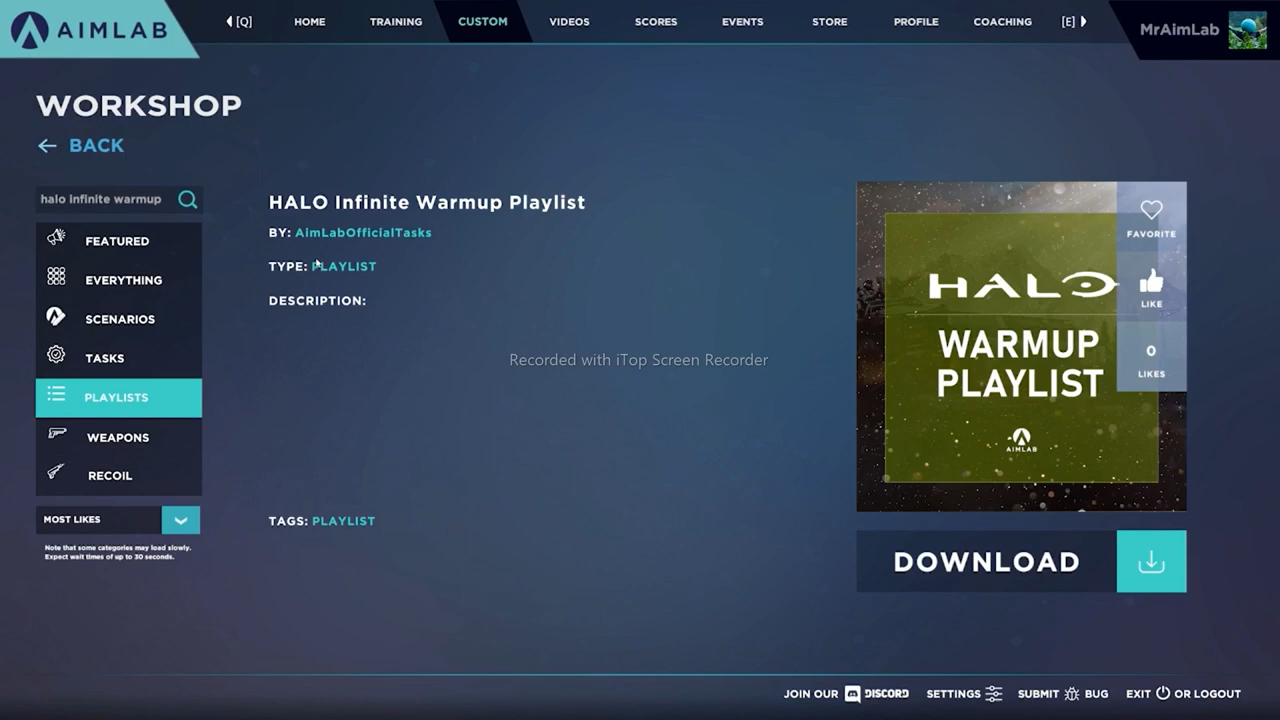 AIMLAB
[Q]
HOME
TRAINING
CUSTOM
VIDEOS
SCORES
EVENTS
STORE
PROFILE
COACHING
[E]
MrAimLab
WORKSHOP
BACK
halo infinite warmup
FEATURED
EVERYTHING
SCENARIOS
TASKS
PLAYLISTS
WEAPONS
RECOIL
MOST LIKES
Note that some categories may load slowly.
Expect wait times of up to 30 seconds.
HALO Infinite Warmup Playlist
BY: AimLabOfficialTasks
TYPE: PLAYLIST
DESCRIPTION:
Recorded with iTop Screen Recorder
TAGS: PLAYLIST
HALO
WARMUP
PLAYLIST
AIMLAB
FAVORITE
LIKE
0
LIKES
DOWNLOAD
JOIN OUR DISCORD
SETTINGS
SUBMIT BUG
EXIT OR LOGOUT